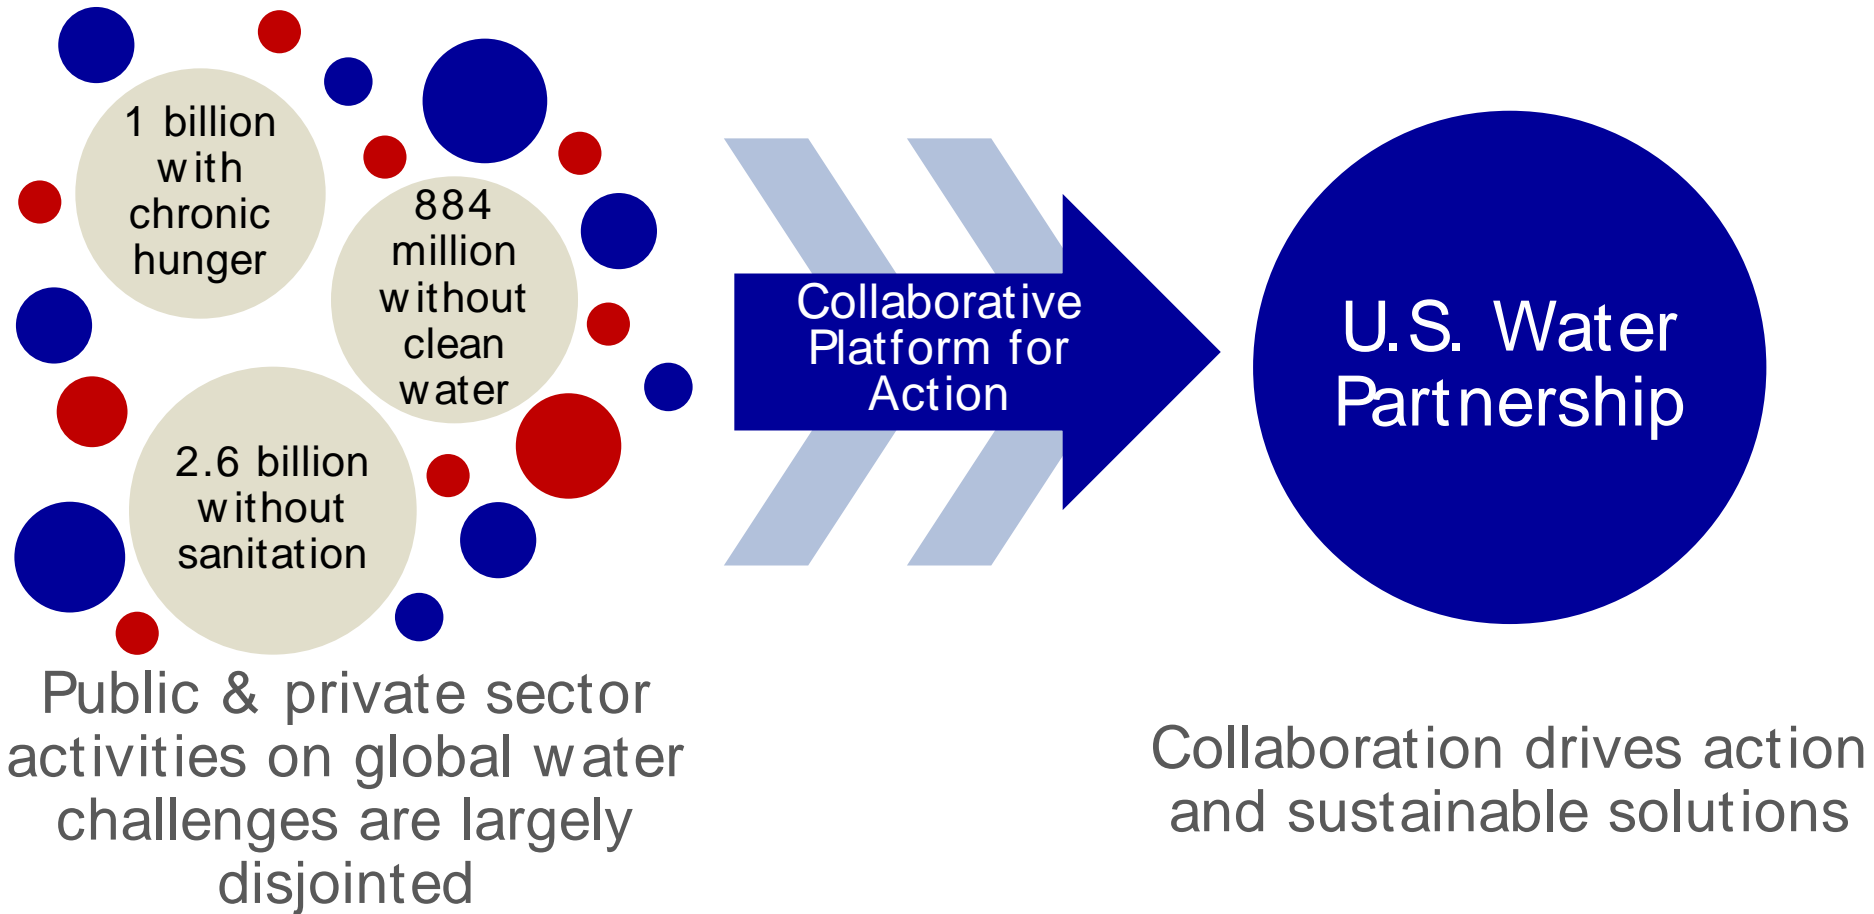 1 billion
with
chronic
hunger
884
million
without
clean
water
2.6 billion
without
sanitation
Public & private sector
activities on global water
challenges are largely
disjointed
Collaborative
Platform for
Action
U.S. Water
Partnership
Collaboration drives action
and sustainable solutions